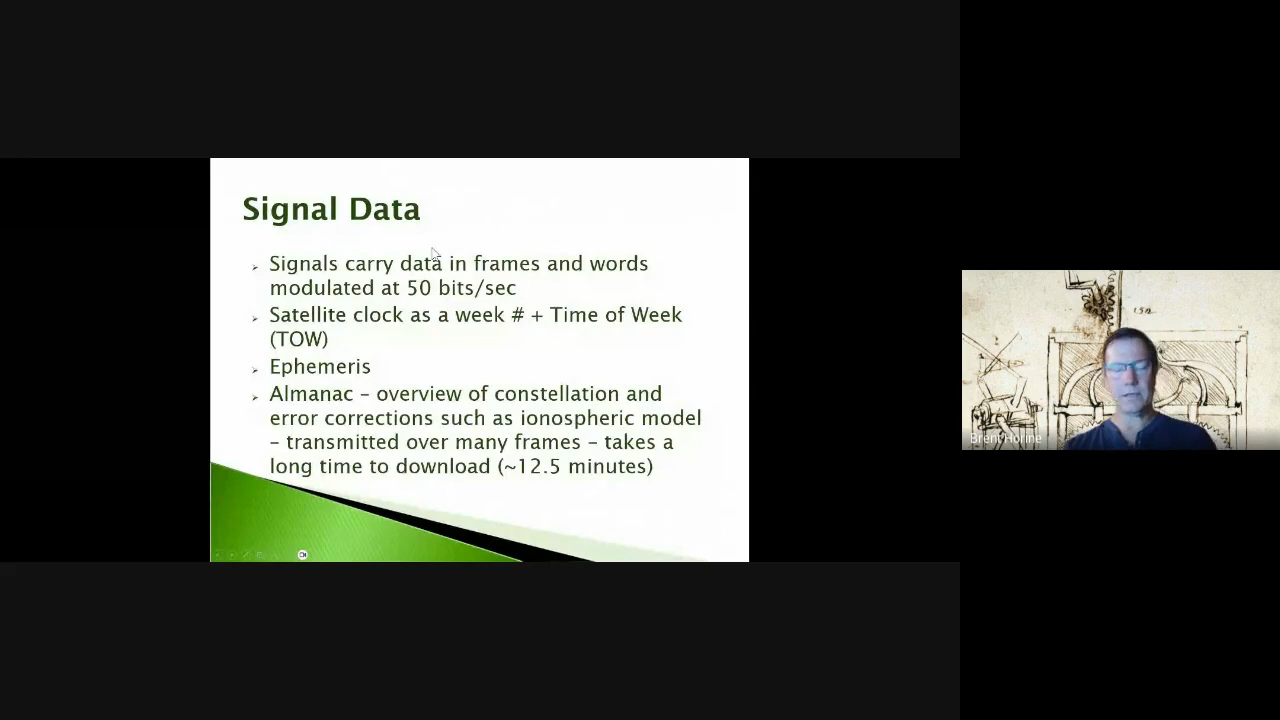 Signal Data
Signals carry data in frames and words
modulated at 50 bits/sec
Satellite clock as a week # + Time of Week
(TOW)
Ephemeris
Almanac – overview of constellation and
error corrections such as ionospheric model
– transmitted over many frames – takes a
long time to download (~12.5 minutes)
Brent Horine